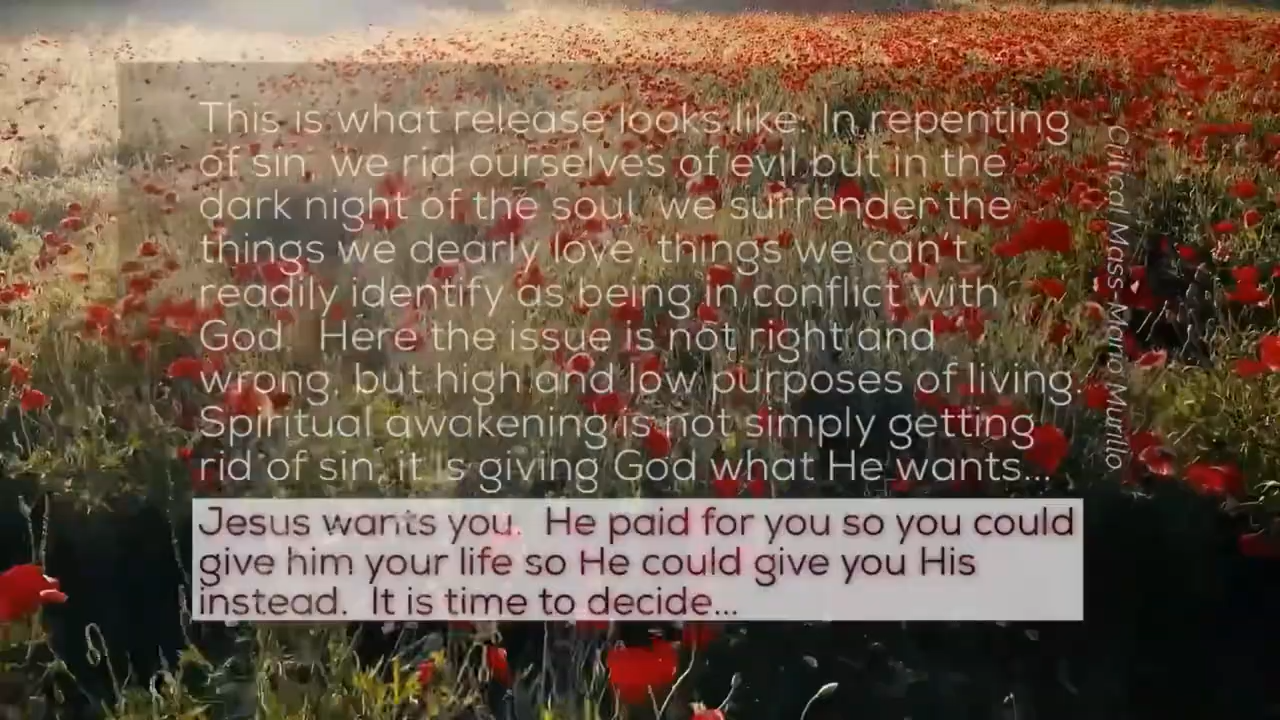 This is what release looks like. In repenting
of sin, we rid ourselves of evil but in the
dark night of the soul, we surrender the
things we dearly love, things we can't
readily identify as being in conflict with
God. Here the issue is not right and
wrong, but high and low purposes of living.
Spiritual awakening is not simply getting
rid of sin, it is giving God what He wants...
Jesus wants you. He paid for you so you could
give him your life so He could give you His
instead. It is time to decide...
Critical Mass-Mario Murillo